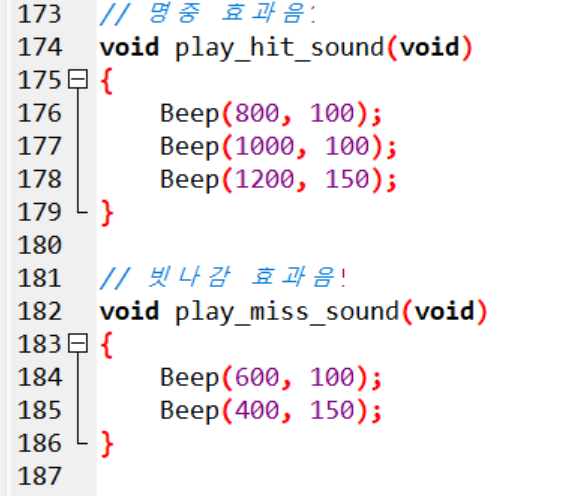 173 // 명중 효과음!
174 void play_hit_sound(void)
175 {
176 Beep(800, 100);
177 Beep(1000, 100);
178 Beep(1200, 150);
179 }
180
181 // 빗나감 효과음!
182 void play_miss_sound(void)
183 {
184 Beep(600, 100);
185 Beep(400, 150);
186 }
187